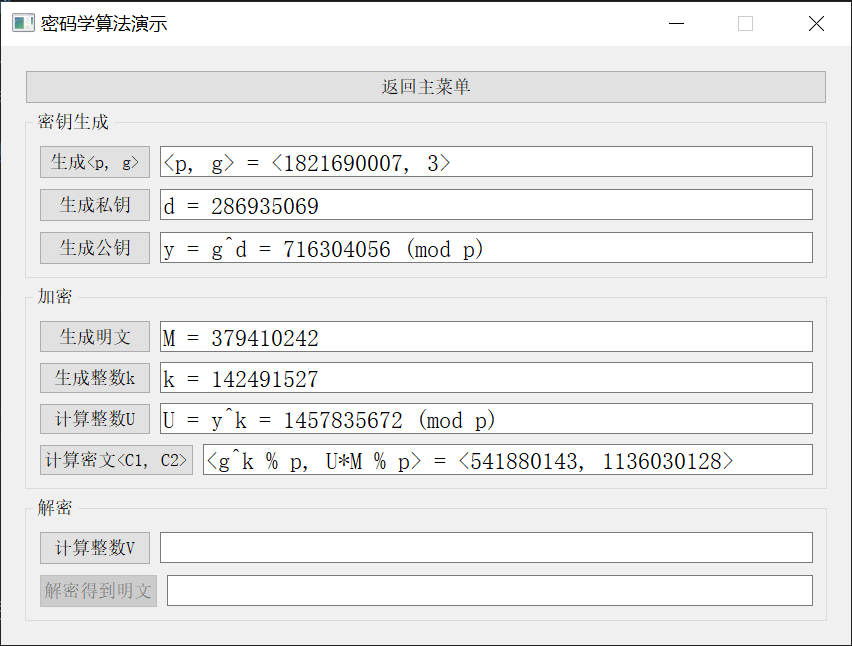 密码学算法演示
返回主菜单
密钥生成
生成<p, g> <p, g> = <1821690007, 3>
生成私钥 d = 286935069
生成公钥 y = g^d = 716304056 (mod p)
加密
生成明文 M = 379410242
生成整数k k = 142491527
计算整数U U = y^k = 1457835672 (mod p)
计算密文<C1, C2> <g^k % p, U*M % p> = <541880143, 1136030128>
解密
计算整数V
解密得到明文